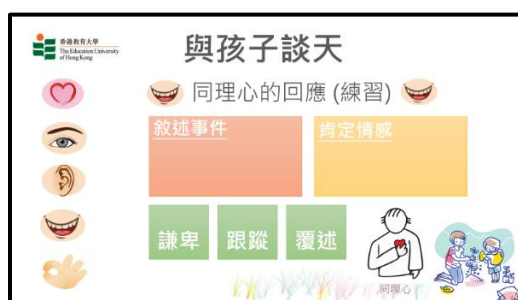 香港教育大學
The Education University
of Hong Kong
與孩子談天
同理心的回應 (練習)
敘述事件
肯定情感
謙卑
跟蹤
覆述
同理心